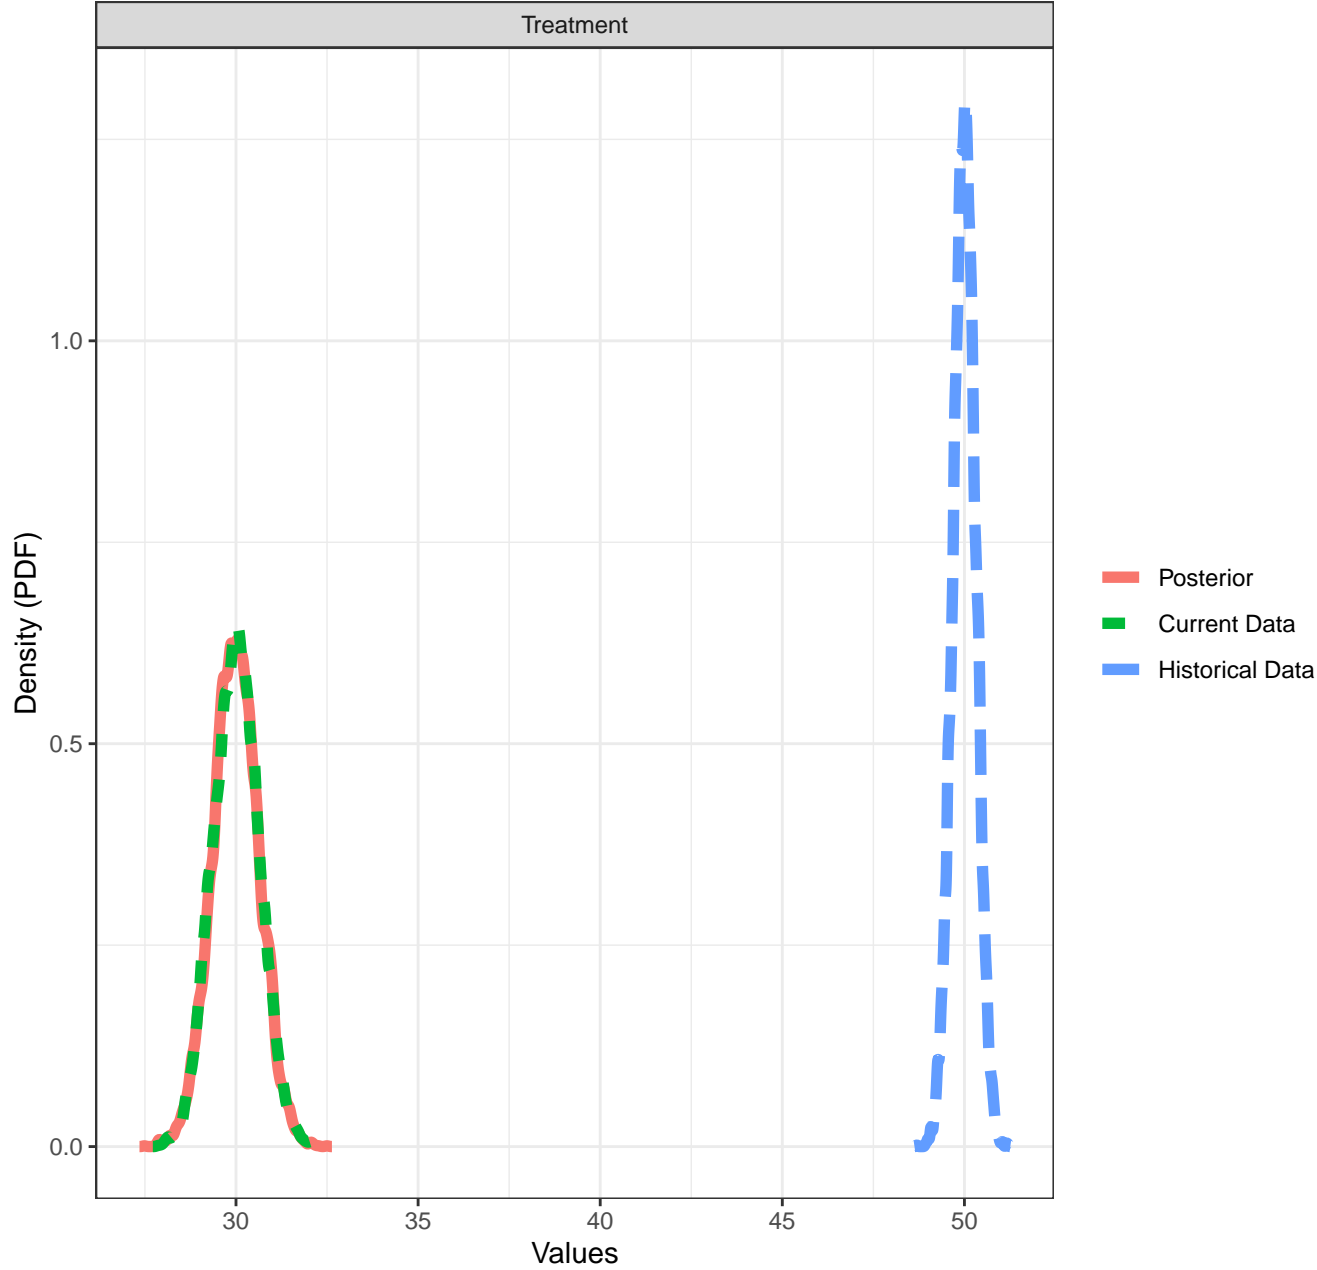 Treatment
Density (PDF)
1.0
0.5
0.0
30
35
40
45
50
Values
Posterior
Current Data
Historical Data